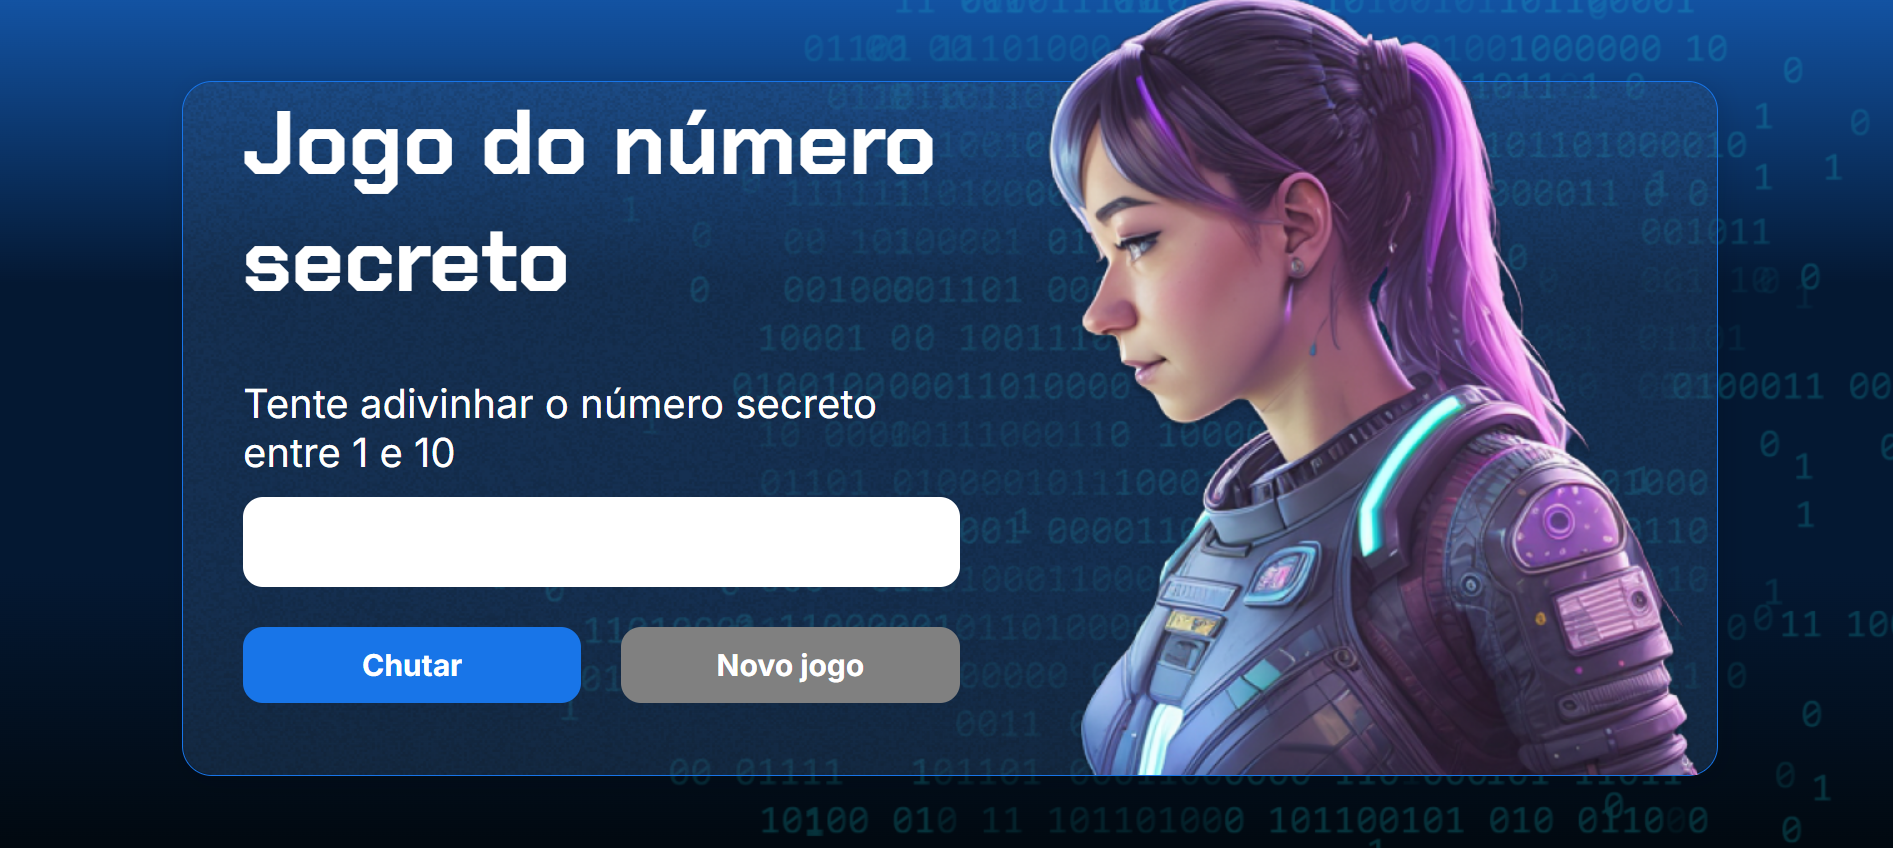 Jogo do número
secreto
Tente adivinhar o número secreto
entre 1 e 10
Chutar
Novo jogo